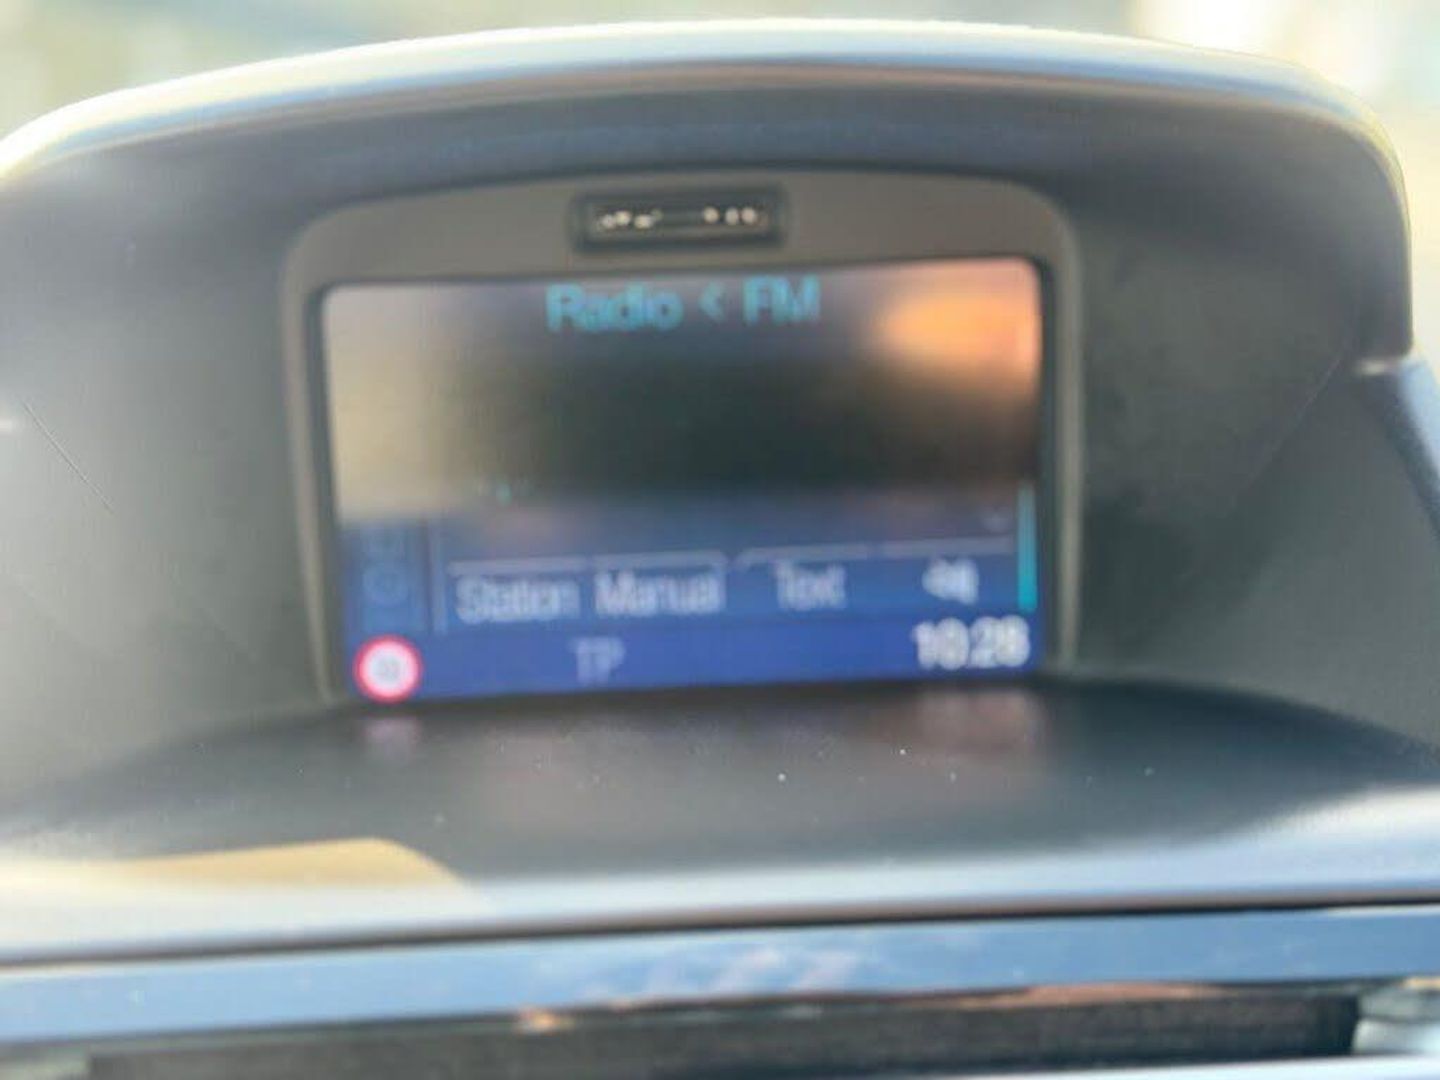 Radio < FM
Station Manual Text
TP 10:28